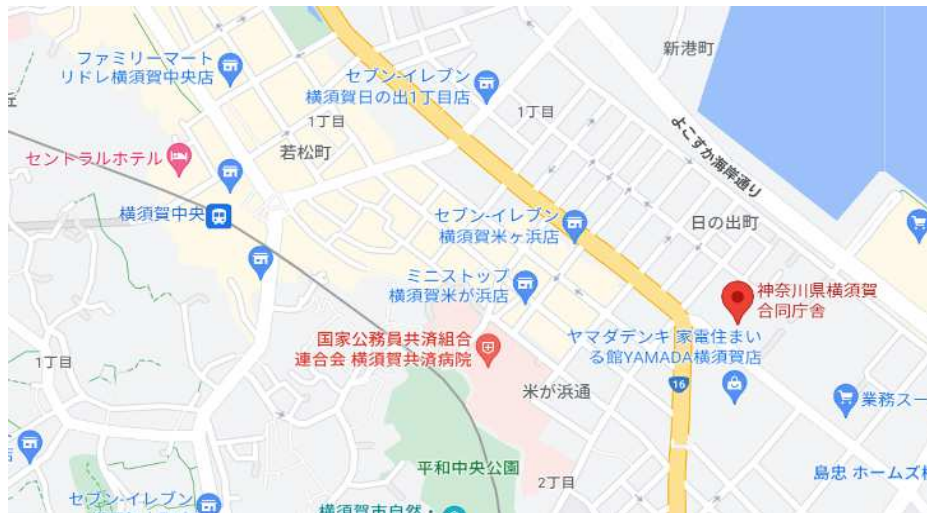 新港町
ファミリーマート
リドレ横須賀中央店
セブン-イレブン
横須賀日の出1丁目店
1丁目
1丁目
よこすか海岸通り
若松町
セントラルホテル
横須賀中央
セブン-イレブン
横須賀米ヶ浜店
日の出町
ミニストップ
横須賀米が浜店
神奈川県横須賀
合同庁舎
国家公務員共済組合
連合会 横須賀共済病院
ヤマダデンキ 家電住まい
る館YAMADA横須賀店
1丁目
16
米が浜通
業務スー
平和中央公園
2丁目
島忠 ホームズ
店
セブン-イレブン
横須賀市自然・